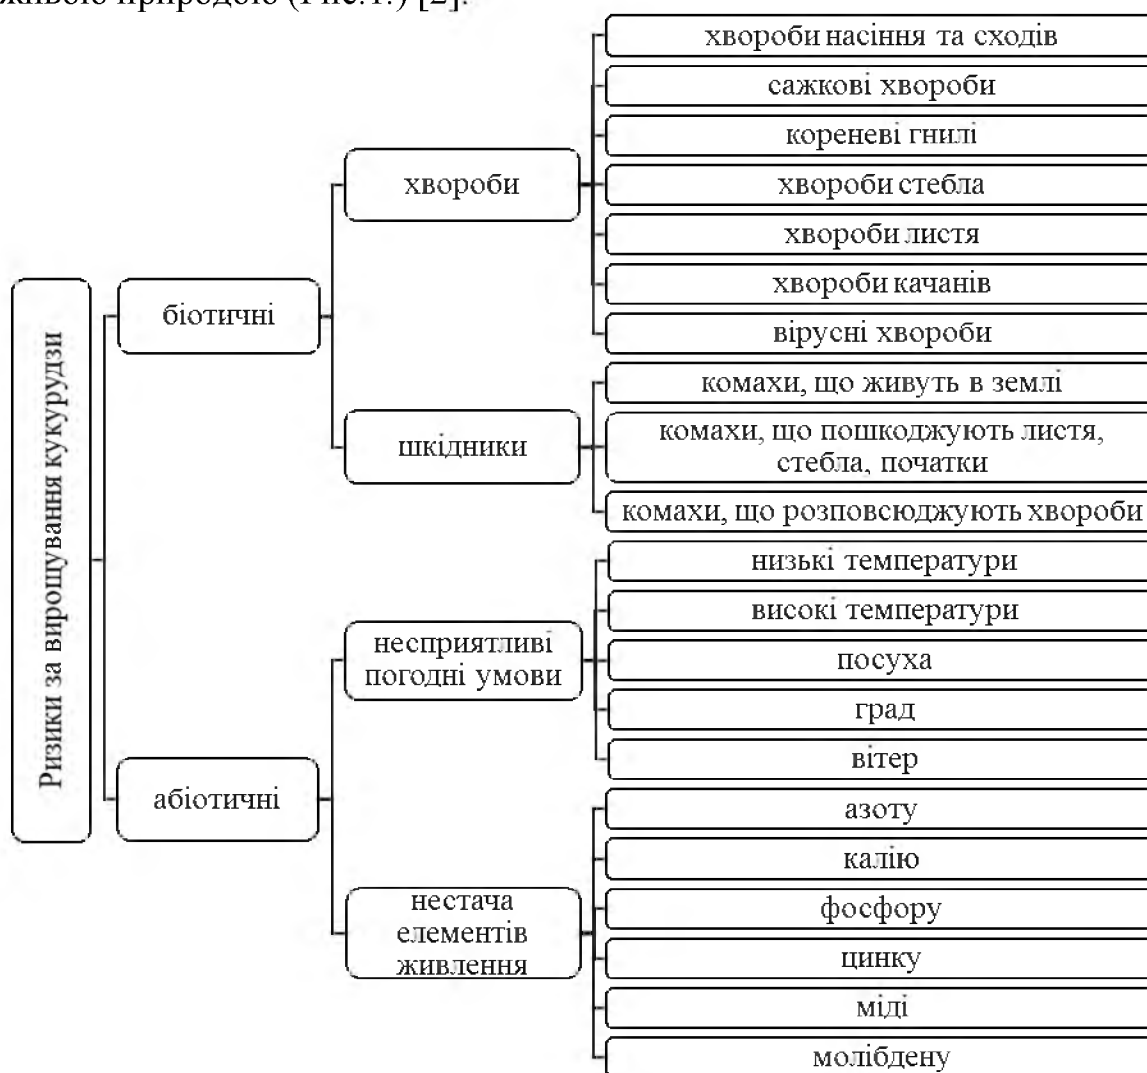 живою природою (Рис.1.) [2].
Ризики за вирощування кукурудзи
біотичні
хвороби
хвороби насіння та сходів
сажкові хвороби
кореневі гнилі
хвороби стебла
хвороби листя
хвороби качанів
вірусні хвороби
шкідники
комахи, що живуть в землі
комахи, що пошкоджують листя,
стебла, початки
комахи, що розповсюджують хвороби
абіотичні
несприятливі
погодні умови
низькі температури
високі температури
посуха
град
вітер
нестача
елементів
живлення
азоту
калію
фосфору
цинку
міді
молібдену